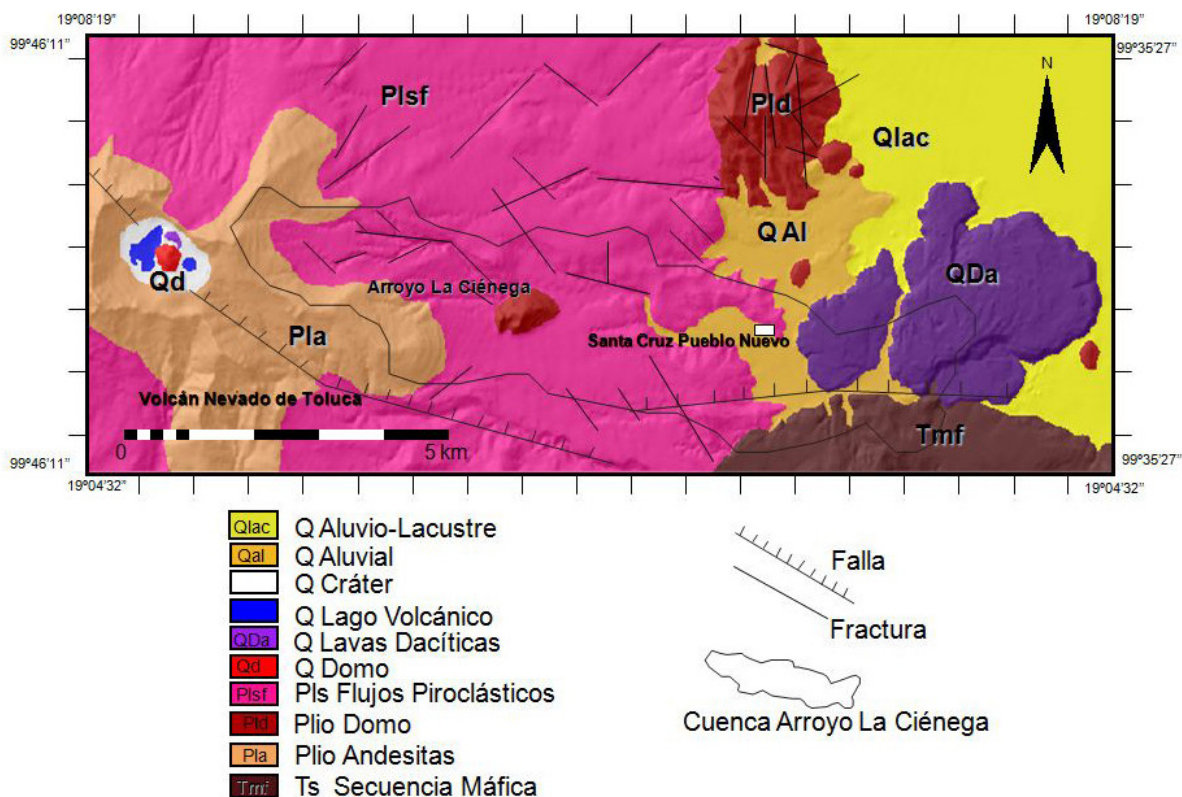 19º08'19"
19º08'19"
99º46'11"
99º35'27"
N
Plsf
Pld
Qlac
Q Al
QDa
Qd
Arroyo La Ciénega
Pla
Santa Cruz Pueblo Nuevo
Volcán Nevado de Toluca
Tmf
0
5 km
99º46'11"
99º35'27"
19º04'32"
19º04'32"
Qlac Q Aluvio-Lacustre
Qal Q Aluvial
Q Cráter
Q Lago Volcánico
QDa Q Lavas Dacíticas
Qd Q Domo
Plsf Pls Flujos Piroclásticos
Pld Plio Domo
Pla Plio Andesitas
Tmf Ts Secuencia Máfica
Falla
Fractura
Cuenca Arroyo La Ciénega